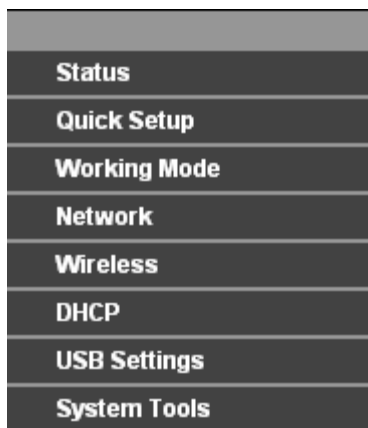 Status
Quick Setup
Working Mode
Network
Wireless
DHCP
USB Settings
System Tools